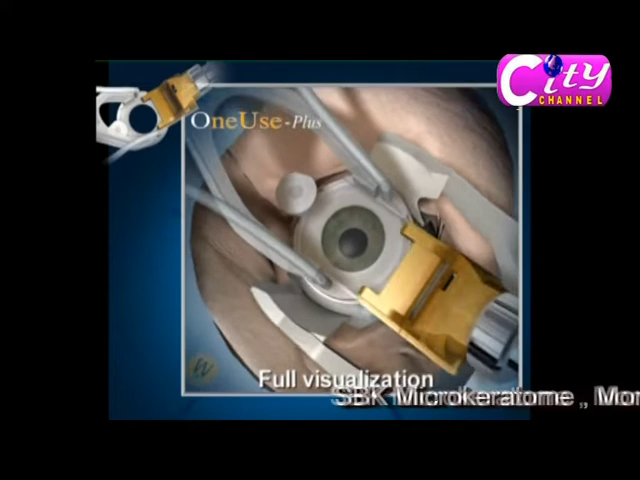 City
CHANNEL
OneUse-Plus
Full visualization
SBK Microkeratome , Mor